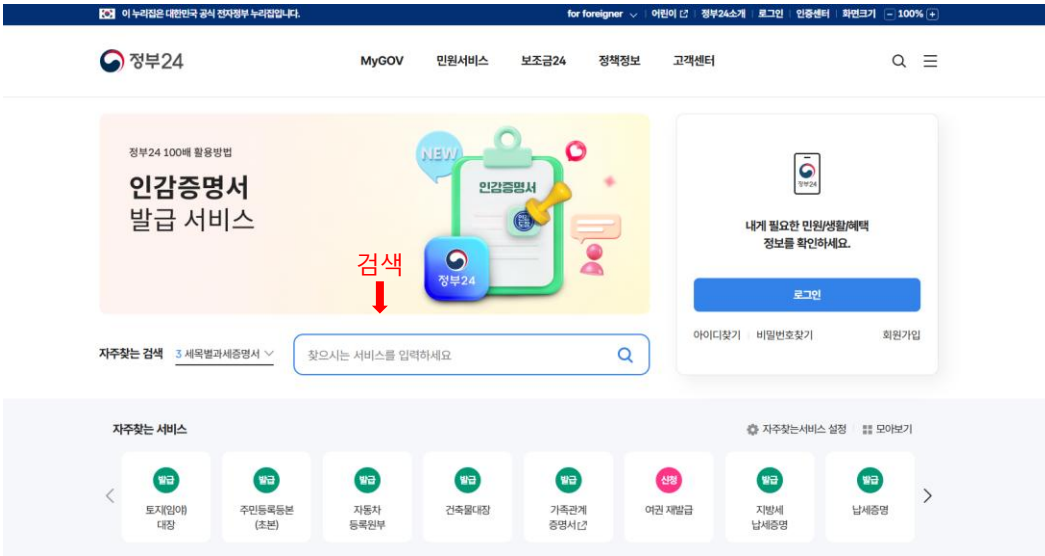 이 누리집은 대한민국 공식 전자정부 누리집입니다.
for foreigner 어린이 정부24소개 로그인 인증센터 화면크기 - 100% +
정부24 MyGOV 민원서비스 보조금24 정책정보 고객센터
정부24 100배 활용방법
인감증명서
발급 서비스
NEW
인감증명서
정부24
검색
정부24
내게 필요한 민원/생활/혜택
정보를 확인하세요.
로그인
아이디찾기 비밀번호찾기 회원가입
자주찾는 검색 3 세목별과세증명서 찾으시는 서비스를 입력하세요
자주찾는 서비스 자주찾는서비스 설정 모아보기
발급 발급 발급 발급 발급 신청 발급 발급
토지(임야) 주민등록등본 자동차 건축물대장 가족관계 여권 재발급 지방세 납세증명
대장 (초본) 등록원부 증명서 납세증명